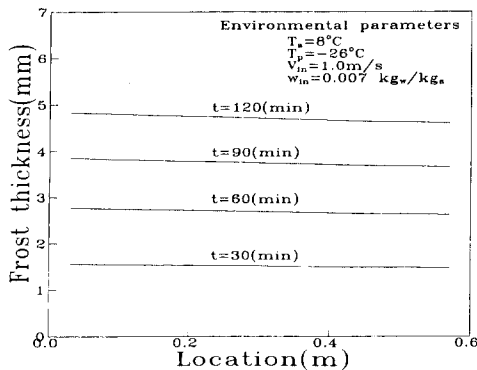 Environmental parameters
Tₐ=8°C
Tₚ=−26°C
Vᵢₙ=1.0m/s
wᵢₙ=0.007 kg_w/kgₐ
7
6
5
4
3
2
1
0
t=120(min)
t=90(min)
t=60(min)
t=30(min)
0.0
0.2
0.4
0.6
Location(m)
Frost thickness(mm)